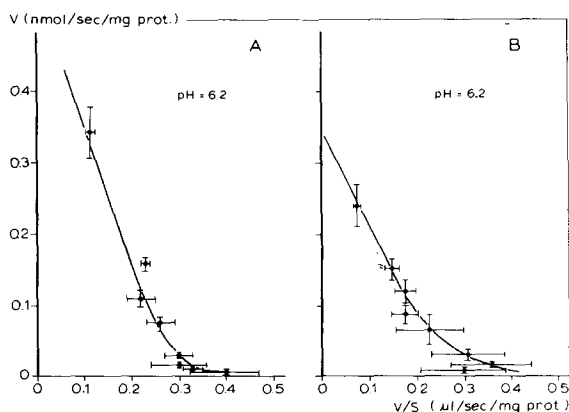 V (nmol/sec/mg prot.)
A
B
pH = 6.2
pH = 6.2
0.4
0.3
0.2
0.1
0
0 0.1 0.2 0.3 0.4 0.5
0 0.1 0.2 0.3 0.4 0.5
V/S (μl/sec/mg prot.)